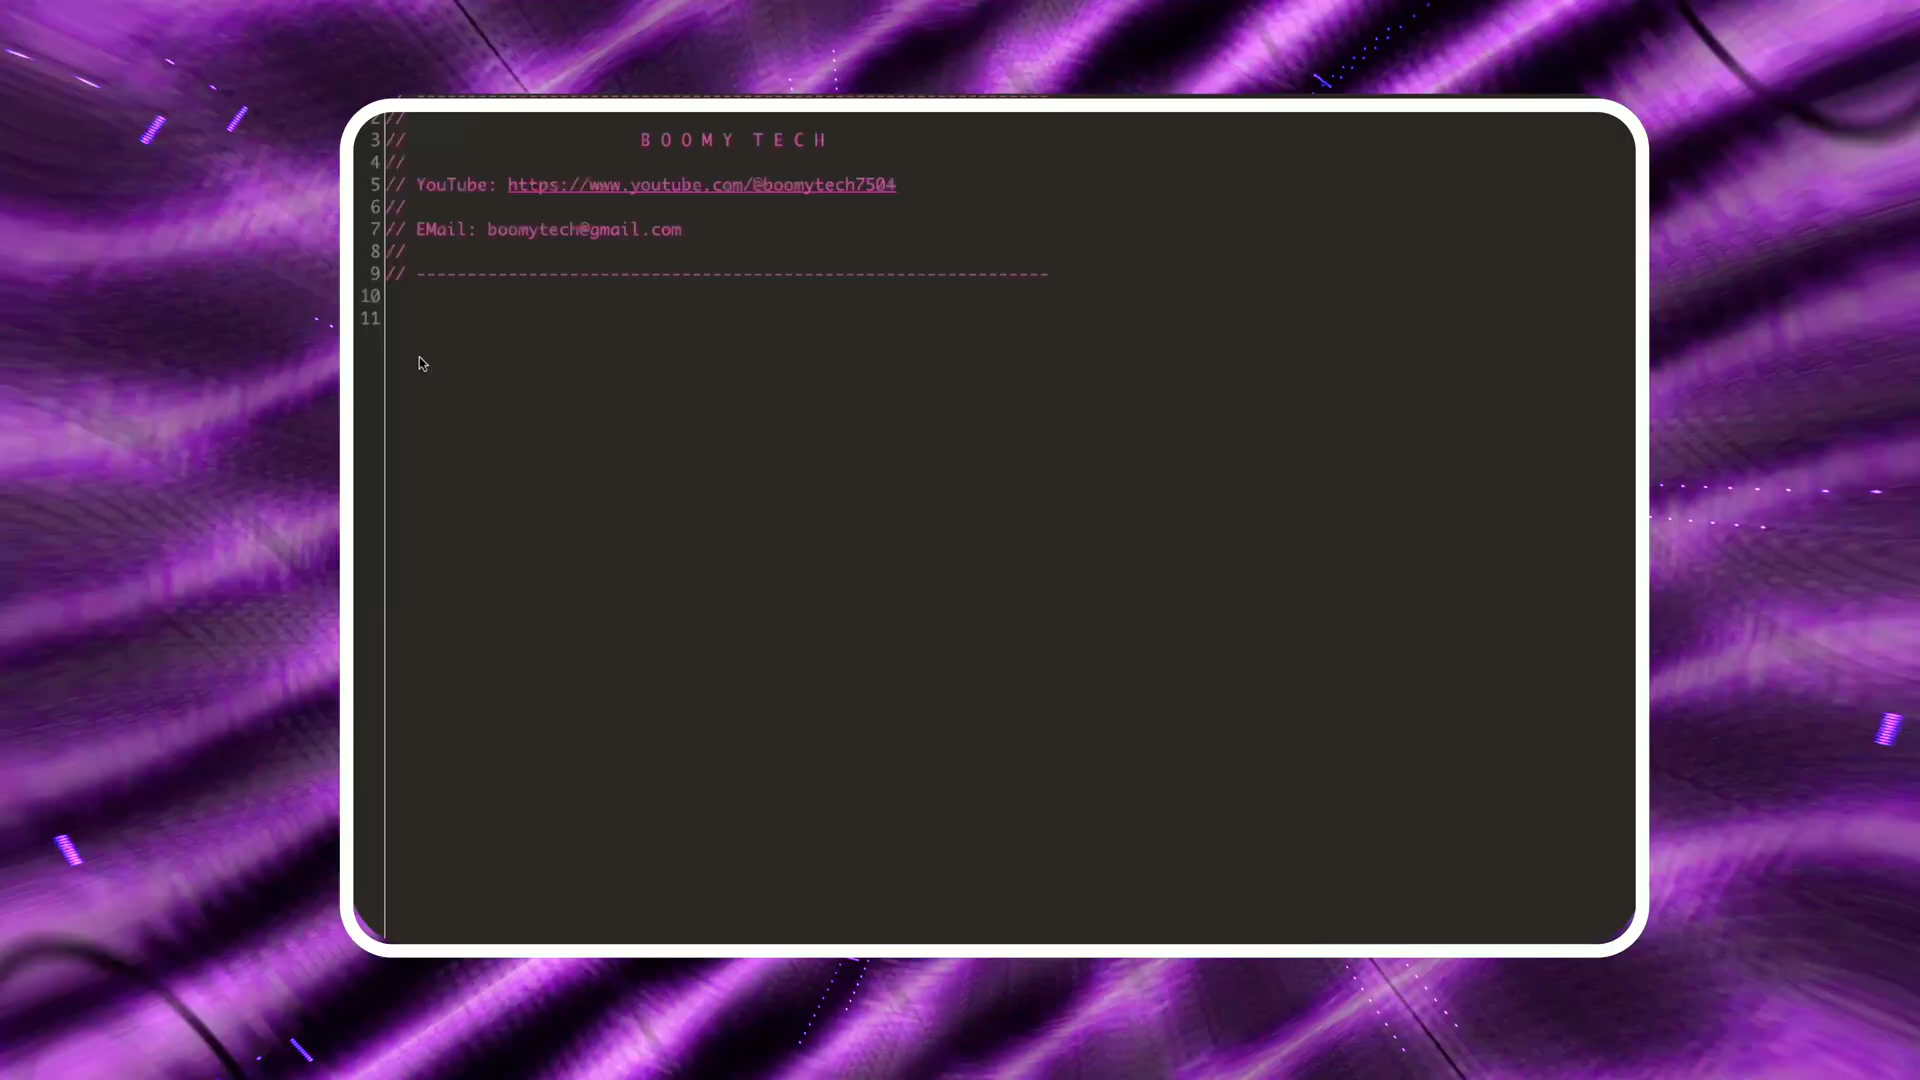 2//
3// B O O M Y T E C H
4//
5// YouTube: https://www.youtube.com/@boomytech7504
6//
7// EMail: boomytech@gmail.com
8//
9// --------------------------------------------------------------
10
11